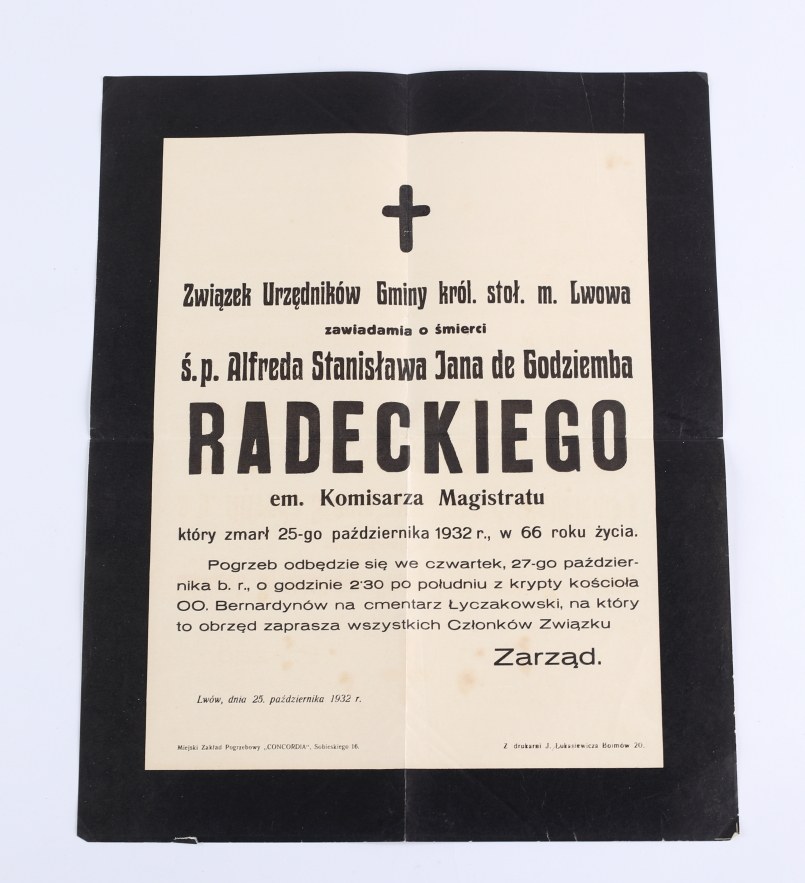 Związek Urzędników Gminy król. stoł. m. Lwowa
zawiadamia o śmierci
ś.p. Alfreda Stanisława Jana de Godziemba
RADECKIEGO
em. Komisarza Magistratu
który zmarł 25-go października 1932 r., w 66 roku życia.
Pogrzeb odbędzie się we czwartek, 27-go paździer-
nika b. r., o godzinie 2·30 po południu z krypty kościoła
OO. Bernardynów na cmentarz Łyczakowski, na który
to obrzęd zaprasza wszystkich Członków Związku
Zarząd.
Lwów, dnia 25. października 1932 r.
Miejski Zakład Pogrzebowy „CONCORDIA“, Sobieskiego 16.
Z drukarni J. Łukasiewicza Boimów 20.